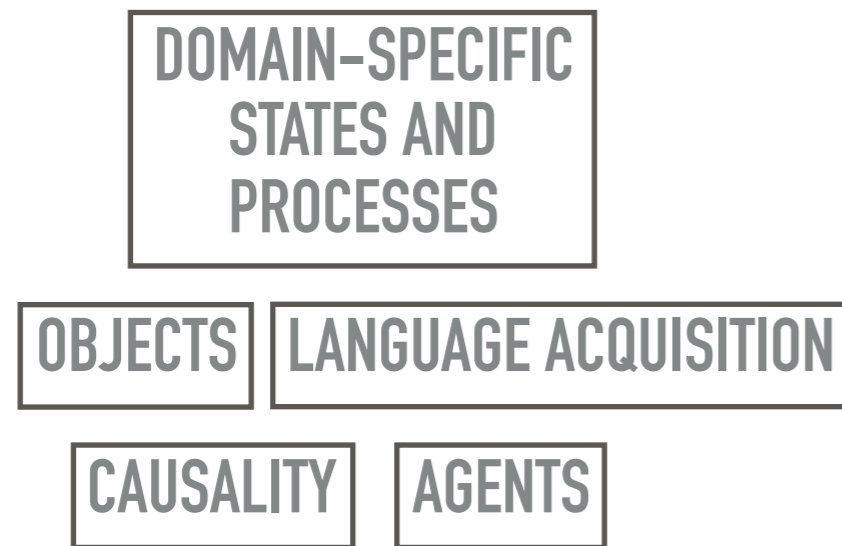 DOMAIN-SPECIFIC
STATES AND
PROCESSES
OBJECTS
LANGUAGE ACQUISITION
CAUSALITY
AGENTS